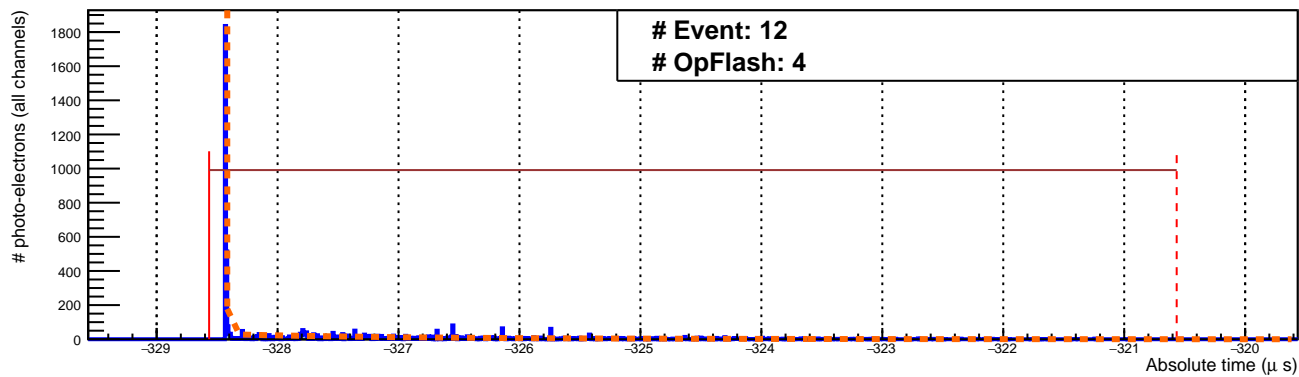 # Event: 12
# OpFlash: 4
# photo-electrons (all channels)
1800
1600
1400
1200
1000
800
600
400
200
0
−329 −328 −327 −326 −325 −324 −323 −322 −321 −320
Absolute time (μ s)